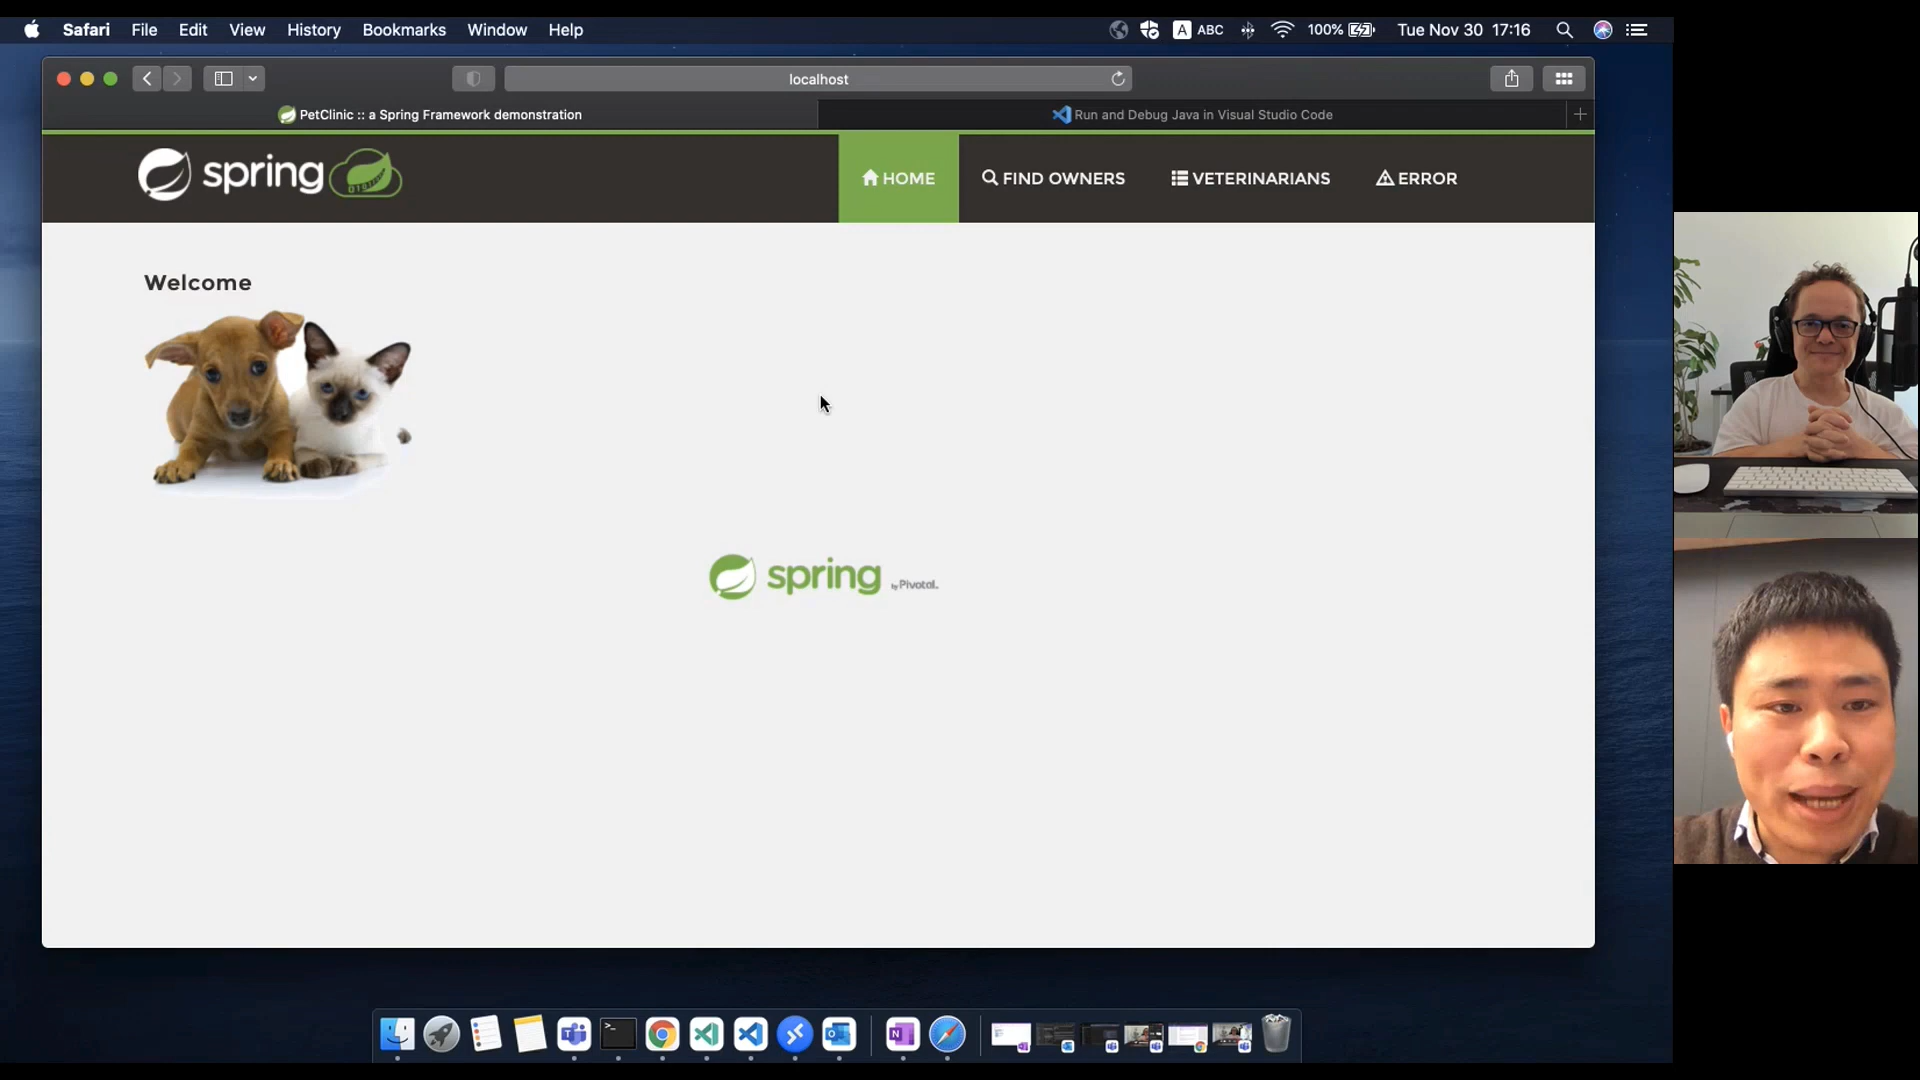 Safari File Edit View History Bookmarks Window Help
A ABC 100% Tue Nov 30 17:16
localhost
PetClinic :: a Spring Framework demonstration
Run and Debug Java in Visual Studio Code
spring
HOME
FIND OWNERS
VETERINARIANS
ERROR
Welcome
spring by Pivotal